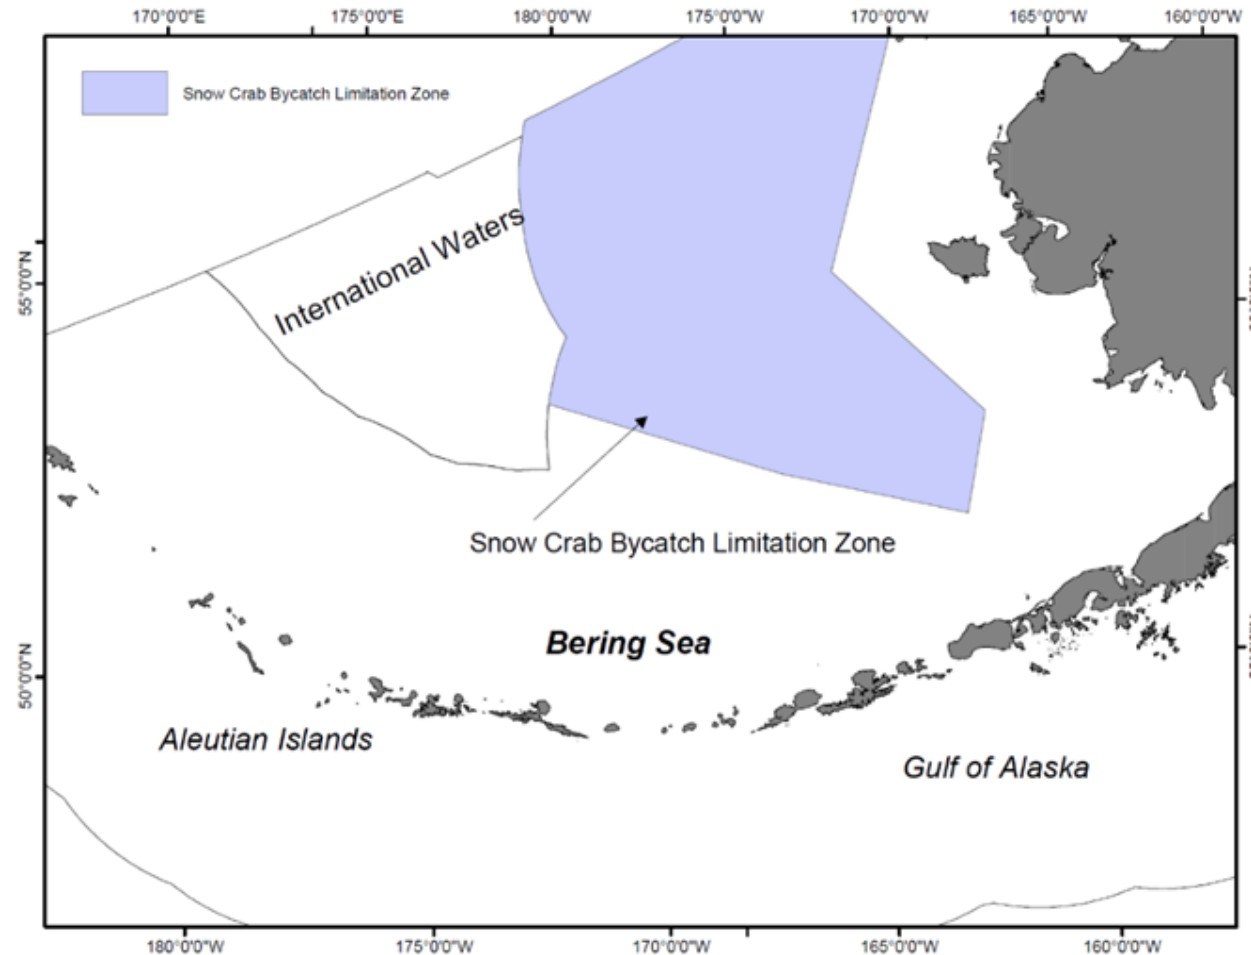 170°0'0"E 175°0'0"E 180°0'0"W 175°0'0"W 170°0'0"W 165°0'0"W 160°0'0"W
Snow Crab Bycatch Limitation Zone
International Waters
55°0'0"N
Snow Crab Bycatch Limitation Zone
Bering Sea
50°0'0"N
Aleutian Islands
Gulf of Alaska
180°0'0"W 175°0'0"W 170°0'0"W 165°0'0"W 160°0'0"W